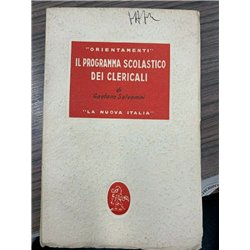 "ORIENTAMENTI"
IL PROGRAMMA SCOLASTICO
DEI CLERICALI
di
Gaetano Salvemini
"LA NUOVA ITALIA"